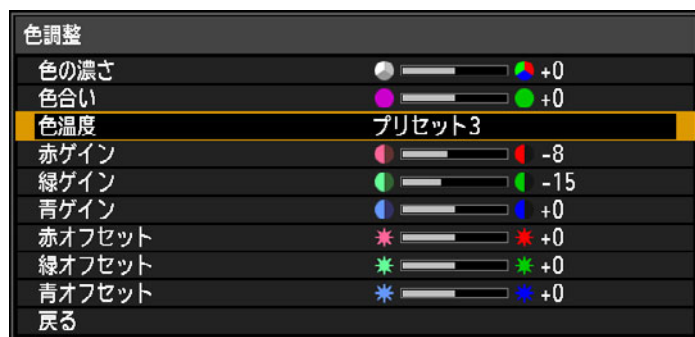 色調整
色の濃さ +0
色合い +0
色温度 プリセット3
赤ゲイン -8
緑ゲイン -15
青ゲイン +0
赤オフセット +0
緑オフセット +0
青オフセット +0
戻る